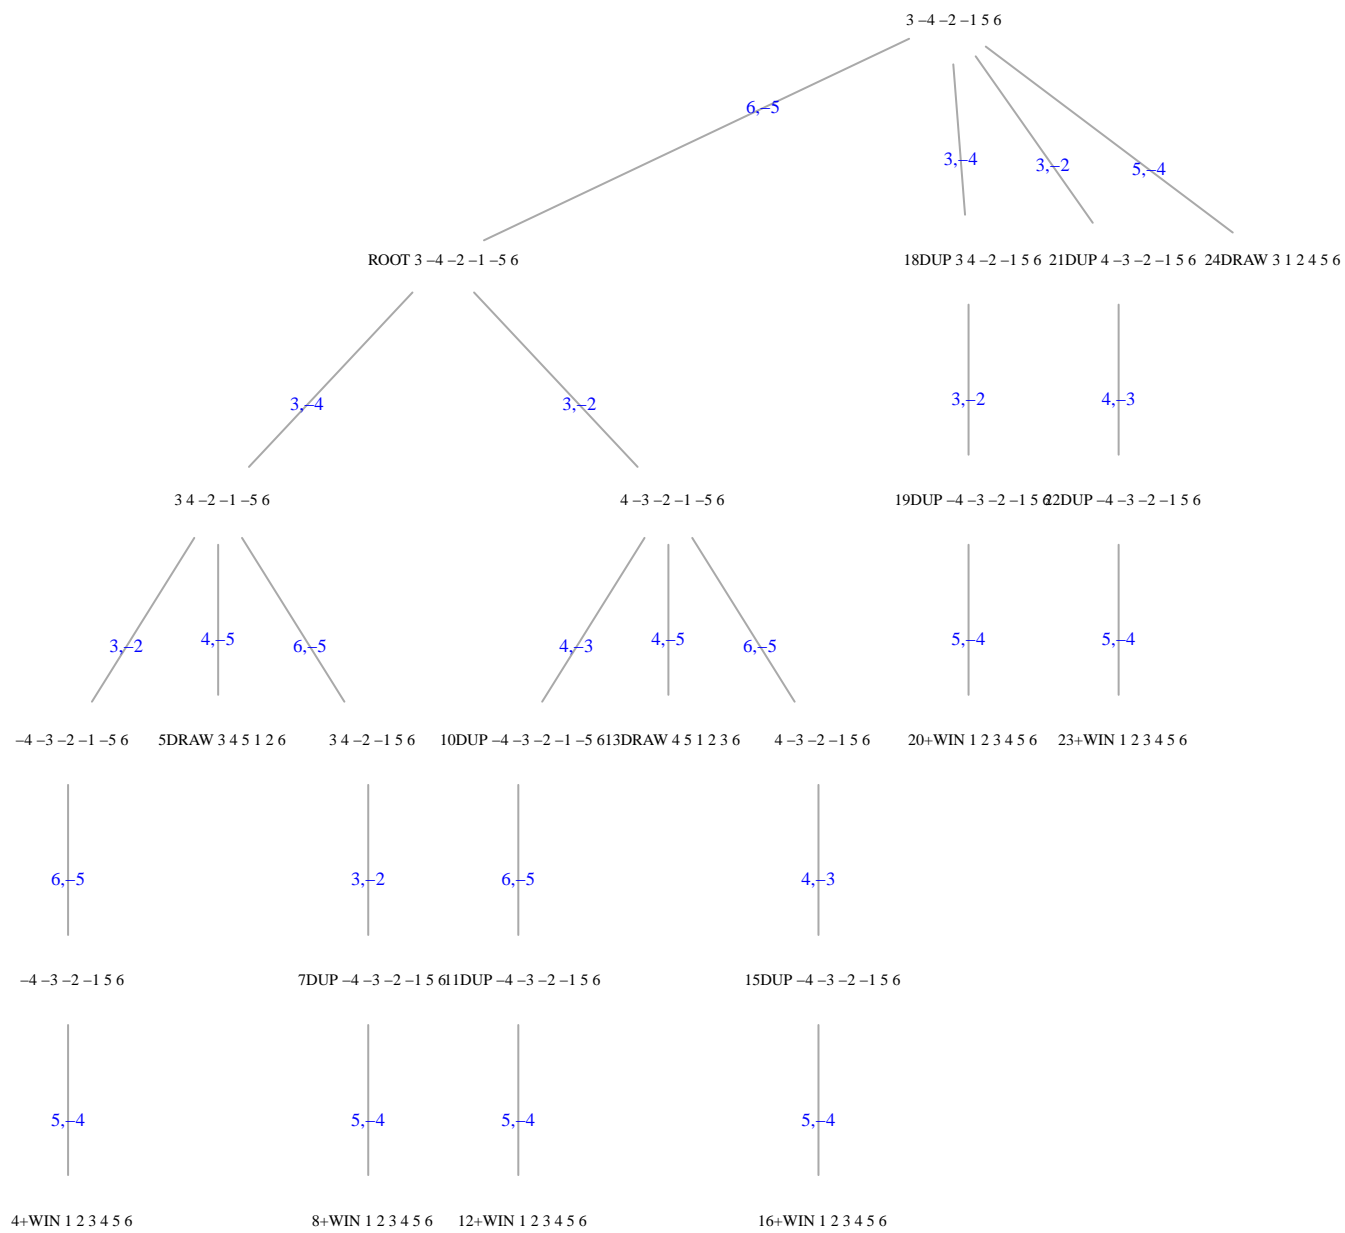 3 –4 –2 –1 5 6
6,–5
3,–4
3,–2
5,–4
ROOT 3 –4 –2 –1 –5 6
18DUP 3 4 –2 –1 5 6
21DUP 4 –3 –2 –1 5 6
24DRAW 3 1 2 4 5 6
3,–4
3,–2
3,–2
4,–3
3 4 –2 –1 –5 6
4 –3 –2 –1 –5 6
19DUP –4 –3 –2 –1 5 6
22DUP –4 –3 –2 –1 5 6
3,–2
4,–5
6,–5
4,–3
4,–5
6,–5
5,–4
5,–4
–4 –3 –2 –1 –5 6
5DRAW 3 4 5 1 2 6
3 4 –2 –1 5 6
10DUP –4 –3 –2 –1 –5 6
13DRAW 4 5 1 2 3 6
4 –3 –2 –1 5 6
20+WIN 1 2 3 4 5 6
23+WIN 1 2 3 4 5 6
6,–5
3,–2
6,–5
4,–3
–4 –3 –2 –1 5 6
7DUP –4 –3 –2 –1 5 6
11DUP –4 –3 –2 –1 5 6
15DUP –4 –3 –2 –1 5 6
5,–4
5,–4
5,–4
5,–4
4+WIN 1 2 3 4 5 6
8+WIN 1 2 3 4 5 6
12+WIN 1 2 3 4 5 6
16+WIN 1 2 3 4 5 6